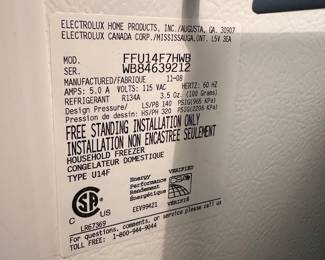 ELECTROLUX HOME PRODUCTS, INC./AUGUSTA, GA. 30907
ELECTROLUX CANADA CORP./MISSISSAUGA,ONT. L5V 3EA
MOD. FFU14F7HWB
SER. WB84639212
MANUFACTURED/FABRIQUE 11-08
AMPS: 5.0 A VOLTS: 115 VAC HERTZ: 60 HZ
REFRIGERANT R134A 3.5 Oz. (100 Grams)
Design Pressure/ LS/PB 140 PSIG(965 KPa)
Pression de dessin: HS/PH 320 PSIG(2206 KPa)
FREE STANDING INSTALLATION ONLY
INSTALLATION NON ENCASTREE SEULEMENT
HOUSEHOLD FREEZER
CONGELATEUR DOMESTIQUE
TYPE U14F
Energy
Performance
Rendement
Energétique
VERIFIED
VÉRIFIÉ
EEV99421
C US
LR67369
For questions, comments, or service please call us
toll free: 1-800-944-9044